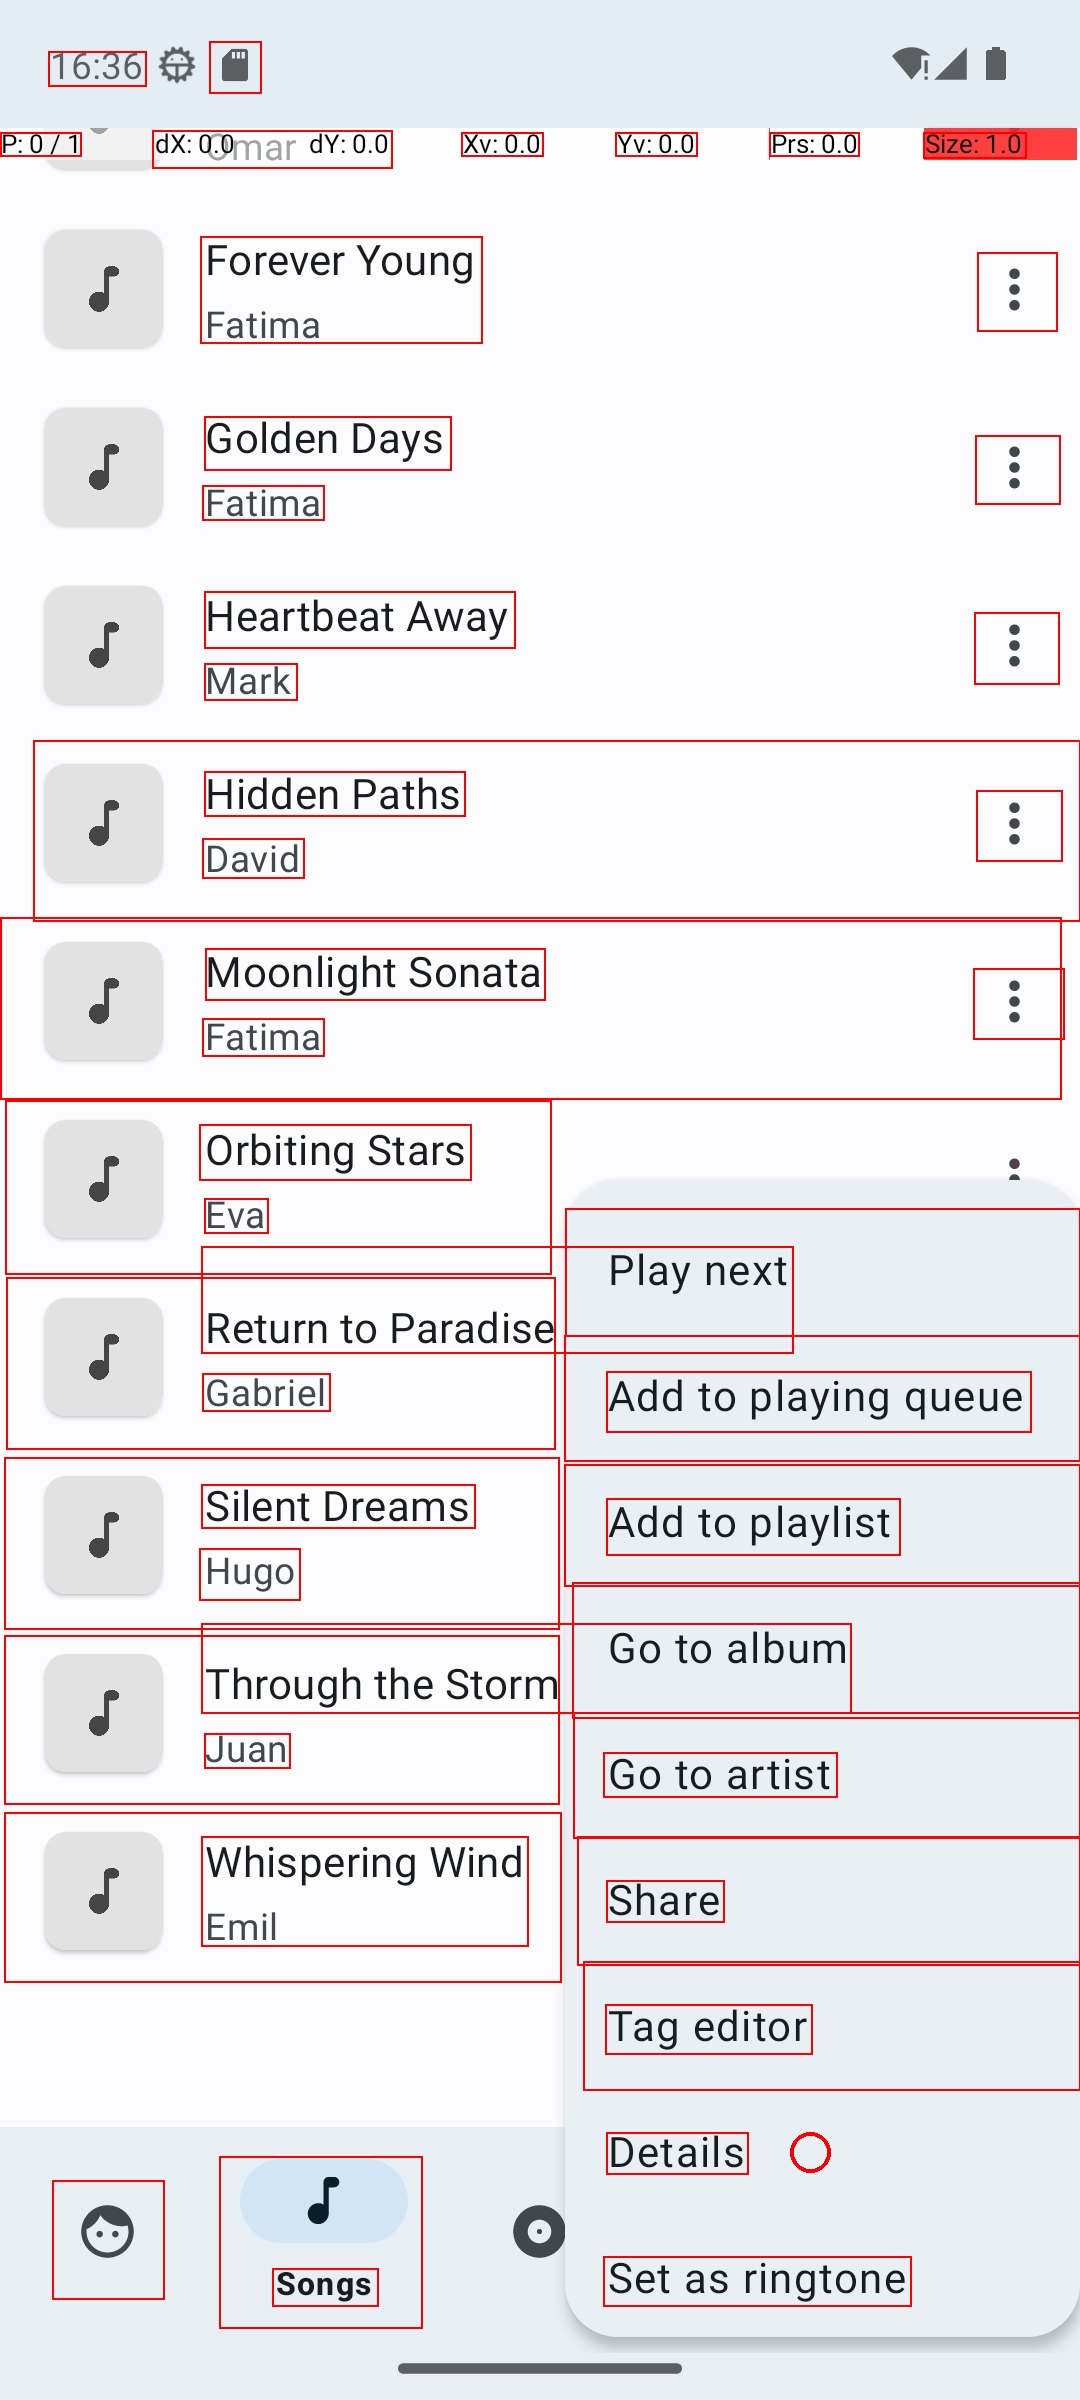 16:36
P: 0 / 1
dX: 0.0
Omar
dY: 0.0
Xv: 0.0
Yv: 0.0
Prs: 0.0
Size: 1.0
Forever Young
Fatima
Golden Days
Fatima
Heartbeat Away
Mark
Hidden Paths
David
Moonlight Sonata
Fatima
Orbiting Stars
Eva
Return to Paradise
Gabriel
Silent Dreams
Hugo
Through the Storm
Juan
Whispering Wind
Emil
Play next
Add to playing queue
Add to playlist
Go to album
Go to artist
Share
Tag editor
Details
Set as ringtone
Songs